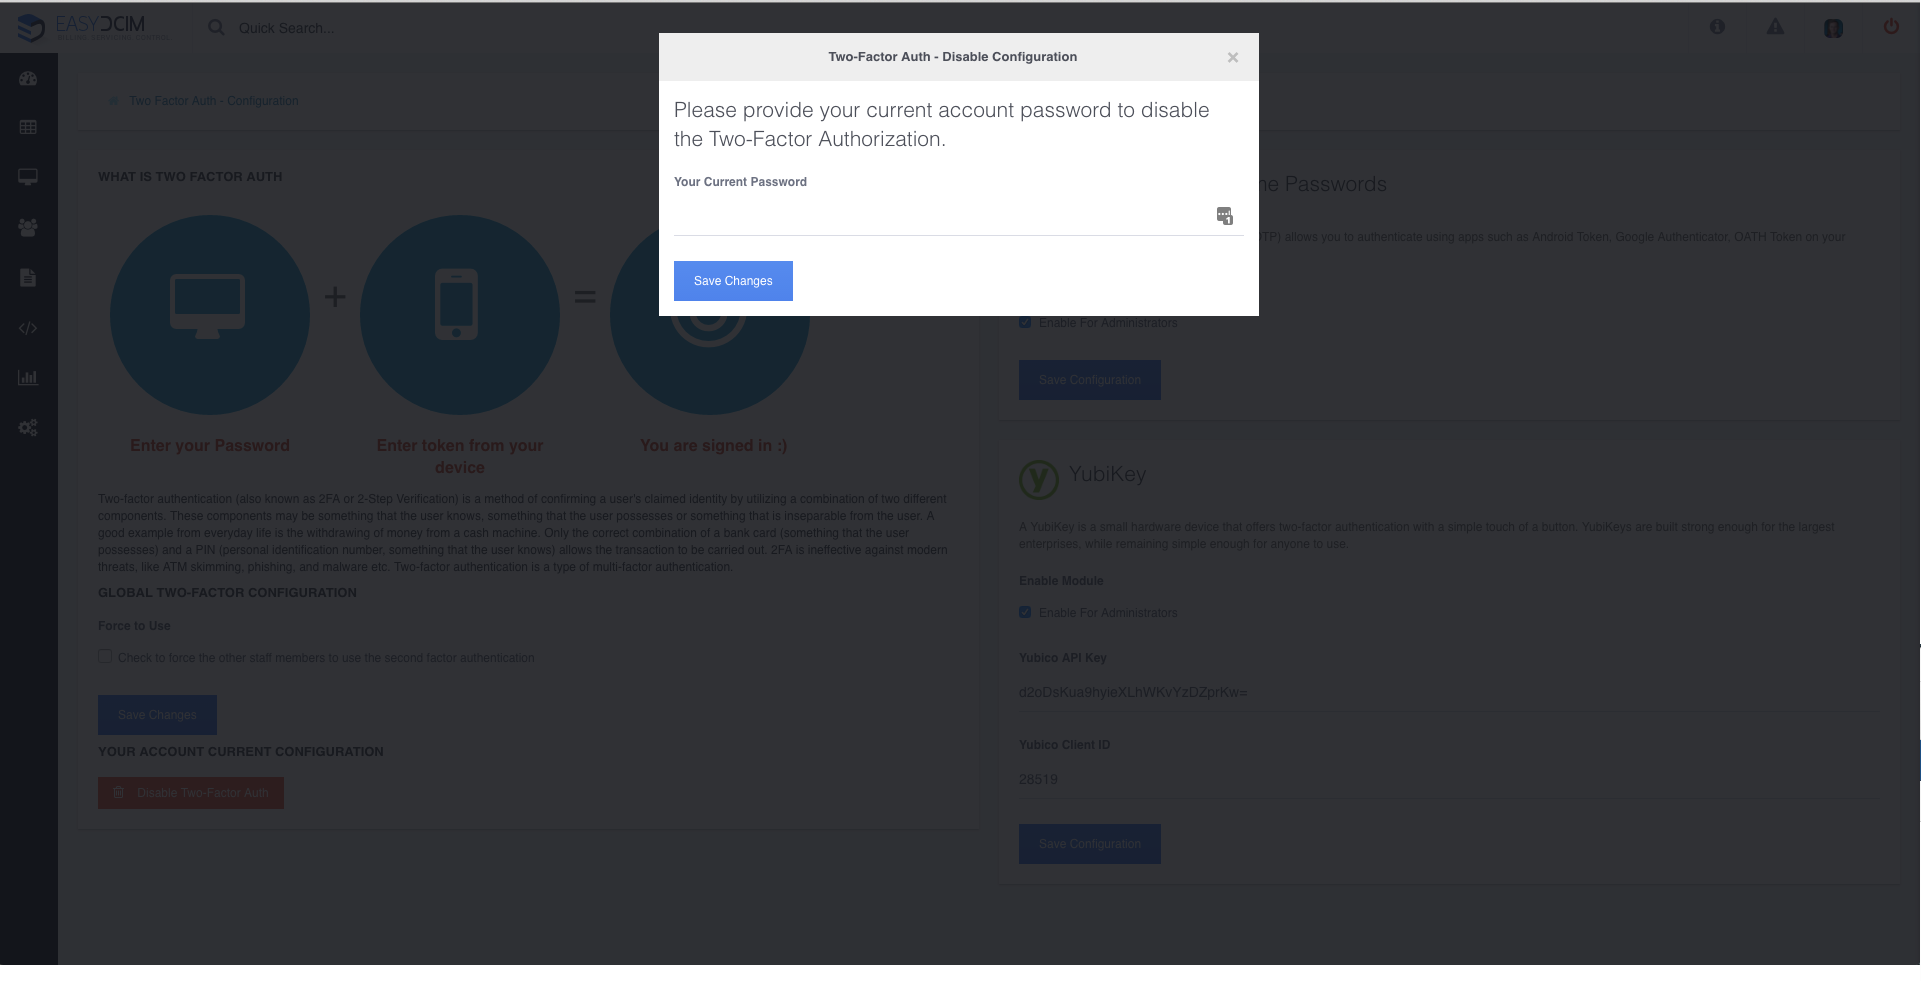 EASYDCIM
Quick Search...
Two-Factor Auth - Disable Configuration
×
Please provide your current account password to disable
the Two-Factor Authorization.
Your Current Password
1
Save Changes
Two Factor Auth - Configuration
WHAT IS TWO FACTOR AUTH
+
=
Enter your Password
Enter token from your
device
You are signed in :)
Two-factor authentication (also known as 2FA or 2-Step Verification) is a method of confirming a user's claimed identity by utilizing a combination of two different
components. These components may be something that the user knows, something that the user possesses or something that is inseparable from the user. A
good example from everyday life is the withdrawing of money from a cash machine. Only the correct combination of a bank card (something that the user
possesses) and a PIN (personal identification number, something that the user knows) allows the transaction to be carried out. 2FA is ineffective against modern
threats, like ATM skimming, phishing, and malware etc. Two-factor authentication is a type of multi-factor authentication.
GLOBAL TWO-FACTOR CONFIGURATION
Force to Use
Check to force the other staff members to use the second factor authentication
Save Changes
YOUR ACCOUNT CURRENT CONFIGURATION
Disable Two-Factor Auth
ne Passwords
TP) allows you to authenticate using apps such as Android Token, Google Authenticator, OATH Token on your
Enable For Administrators
Save Configuration
YubiKey
A YubiKey is a small hardware device that offers two-factor authentication with a simple touch of a button. YubiKeys are built strong enough for the largest
enterprises, while remaining simple enough for anyone to use.
Enable Module
Enable For Administrators
Yubico API Key
d2oDsKua9hyieXLhWKvYzDZprKw=
Yubico Client ID
28519
Save Configuration